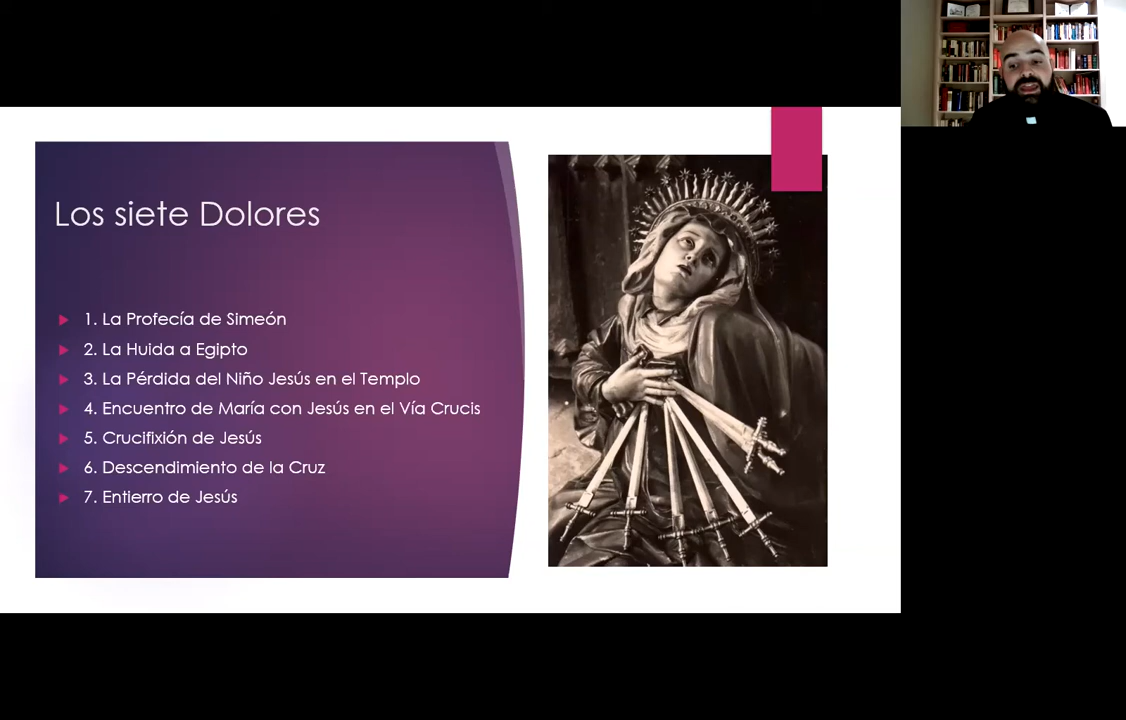 Los siete Dolores
1. La Profecía de Simeón
2. La Huida a Egipto
3. La Pérdida del Niño Jesús en el Templo
4. Encuentro de María con Jesús en el Vía Crucis
5. Crucifixión de Jesús
6. Descendimiento de la Cruz
7. Entierro de Jesús